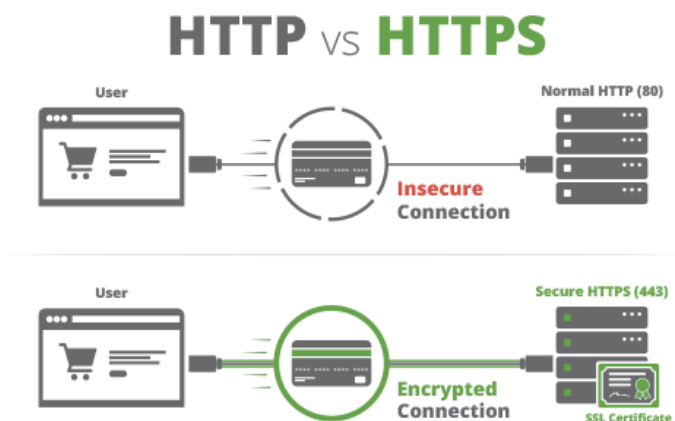 HTTP vs HTTPS
User
Normal HTTP (80)
Insecure
Connection
User
Secure HTTPS (443)
Encrypted
Connection
SSL Certificate